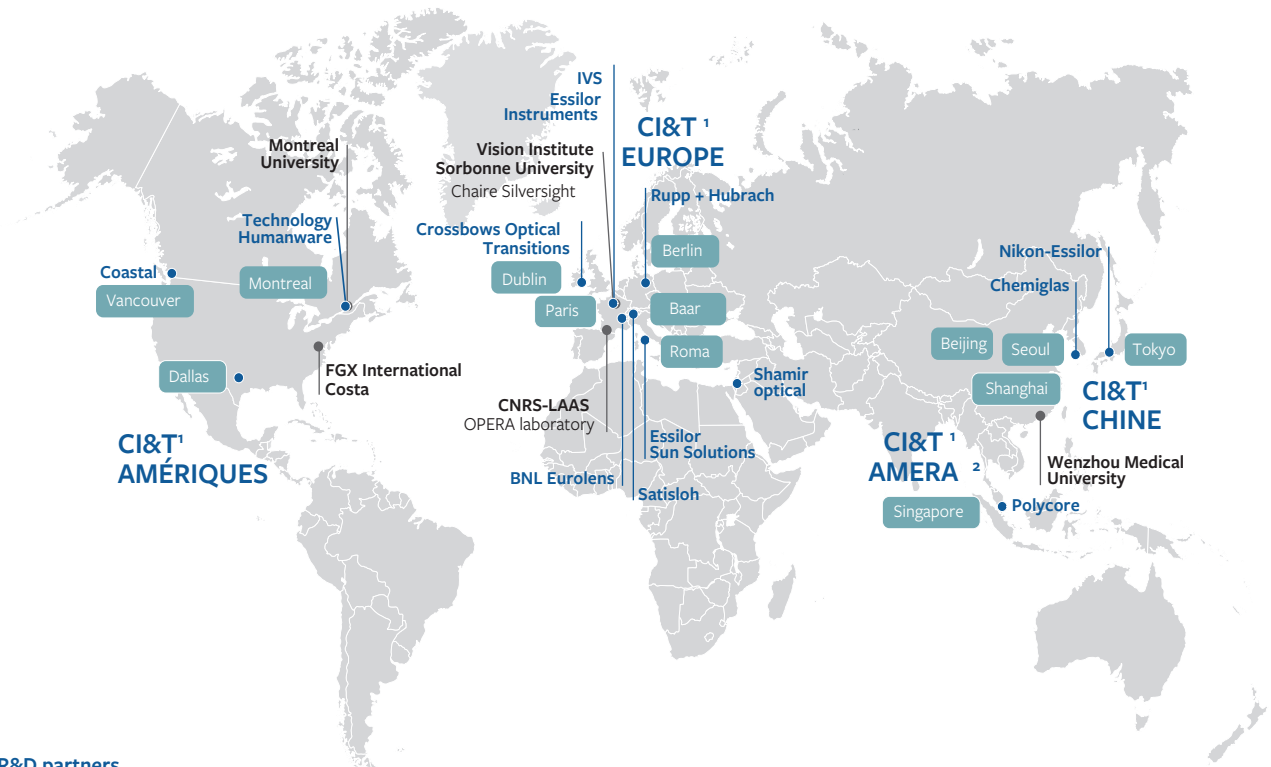 IVS
Essilor
Instruments
CI&T ¹
EUROPE
Montreal
University
Vision Institute
Sorbonne University
Chaire Silversight
Rupp + Hubrach
Technology
Humanware
Crossbows Optical
Transitions
Berlin
Nikon-Essilor
Coastal
Vancouver
Montreal
Dublin
Chemiglas
Paris
Baar
Roma
Beijing
Seoul
Tokyo
Dallas
FGX International
Costa
Shamir
optical
Shanghai
CI&T¹
CHINE
CNRS-LAAS
OPERA laboratory
CI&T¹
AMÉRIQUES
Essilor
Sun Solutions
CI&T ¹
AMERA ²
BNL Eurolens
Satisloh
Wenzhou Medical
University
Singapore
Polycore
R&D partners